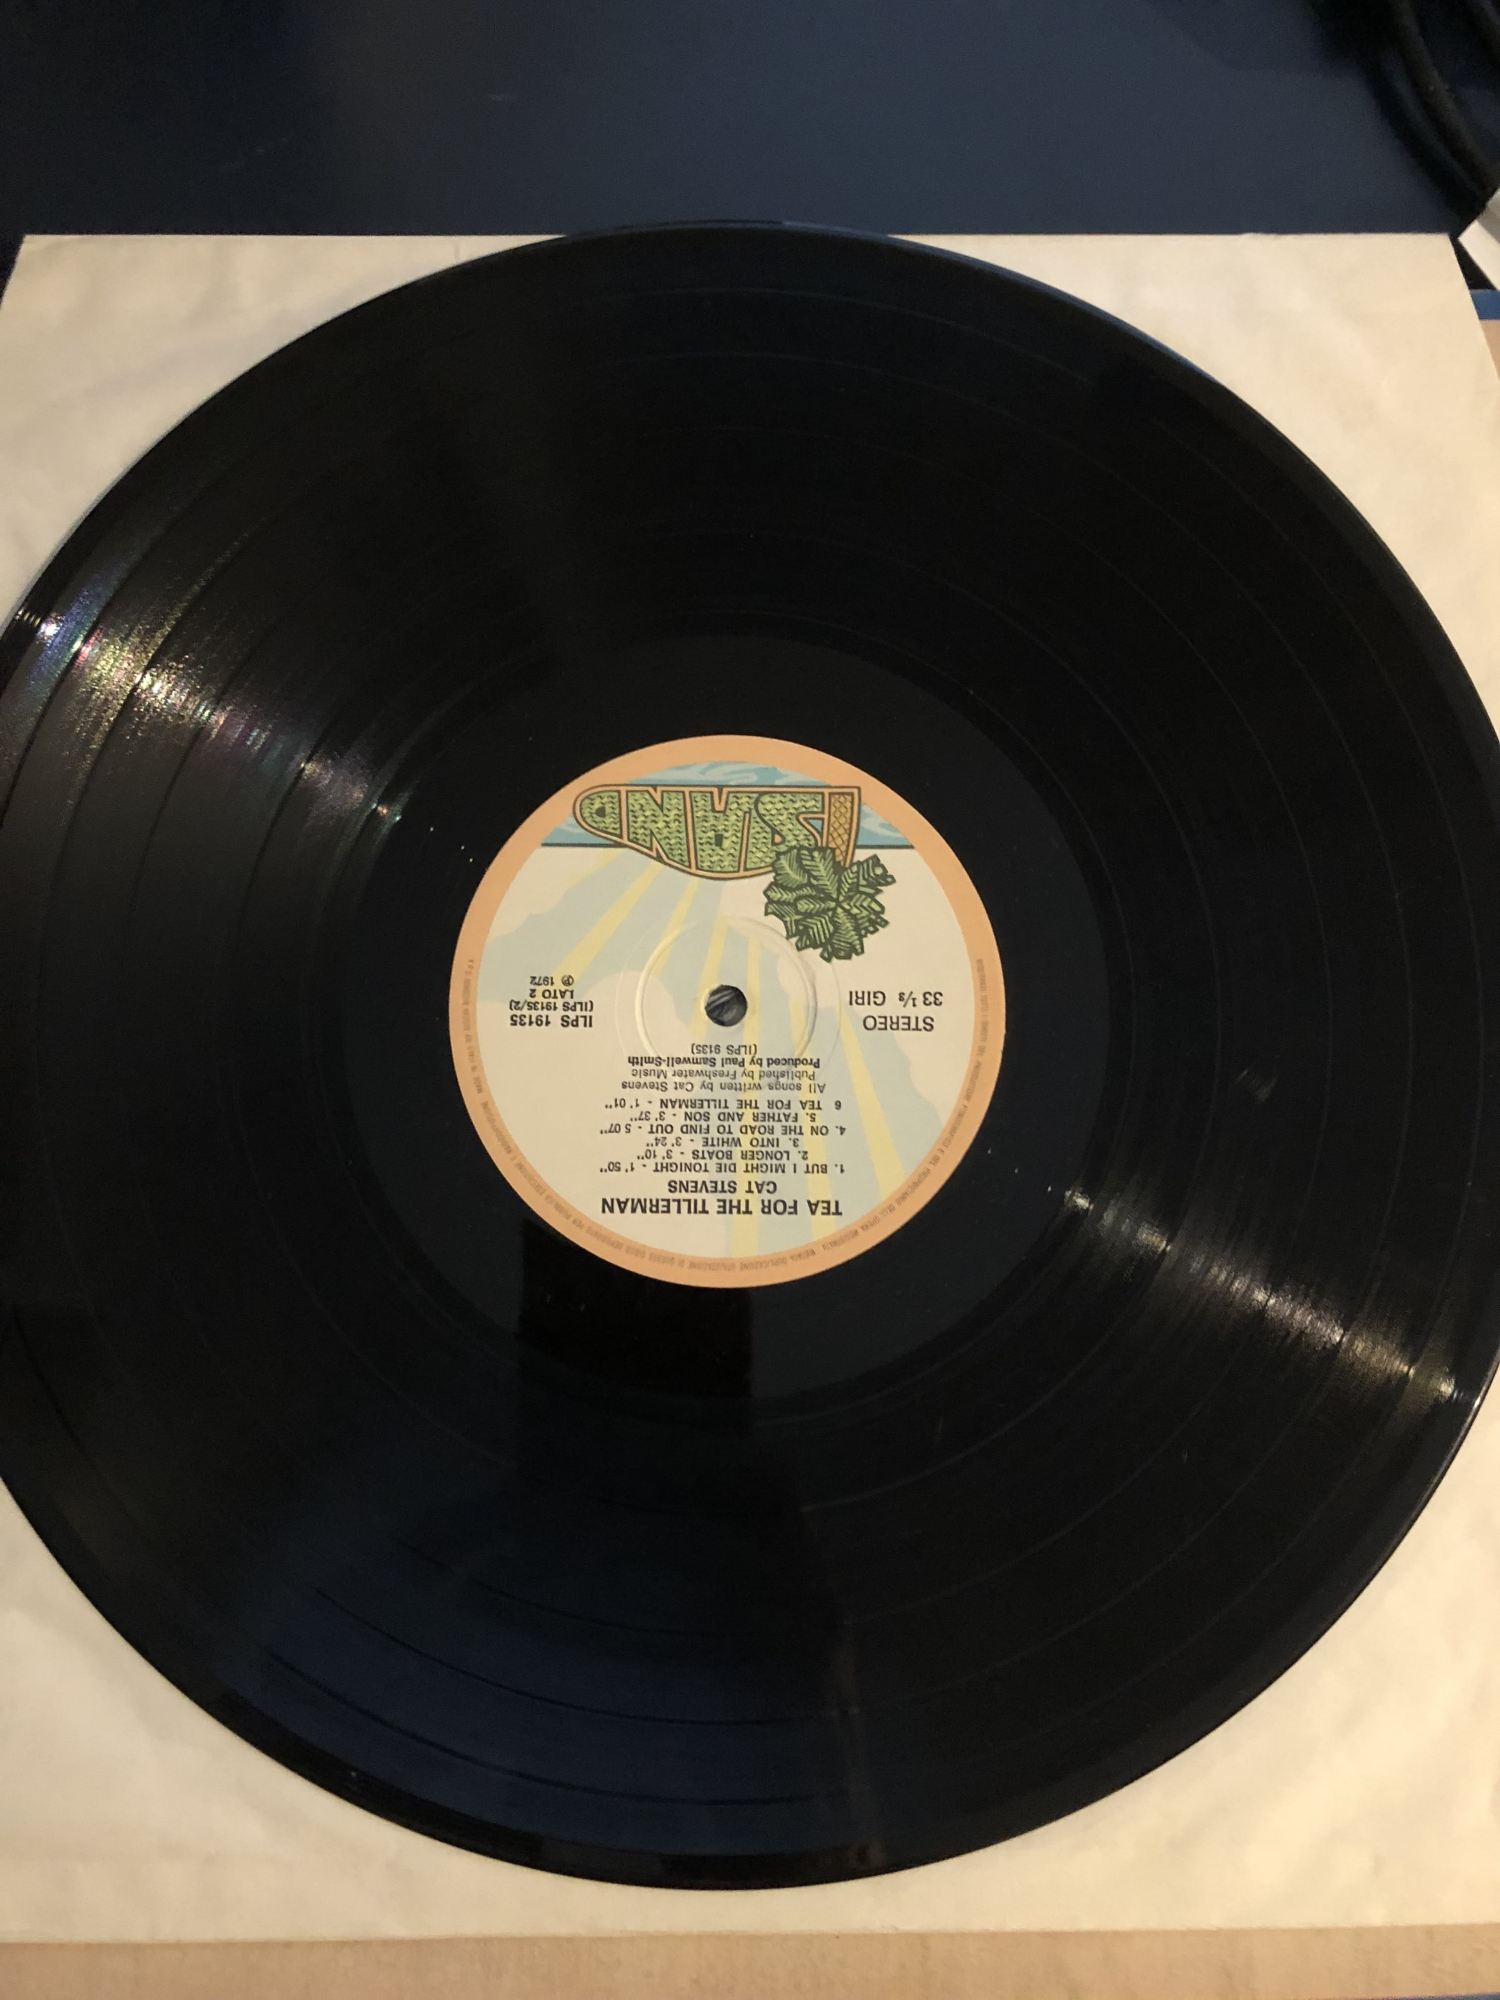 ISLAND
STEREO
33 1/3 GIRI
ILPS 19135
(ILPS 19135/2)
LATO 2
Ⓟ 1972
(ILPS 9135)
TEA FOR THE TILLERMAN
CAT STEVENS
1. BUT I MIGHT DIE TONIGHT - 1' 50"
2. LONGER BOATS - 3' 10"
3. INTO WHITE - 3' 24"
4. ON THE ROAD TO FIND OUT - 5 07"
5. FATHER AND SON - 3' 37"
6 TEA FOR THE TILLERMAN - 1' 01"
All songs written by Cat Stevens
Published by Freshwater Music
Produced by Paul Samwell-Smith